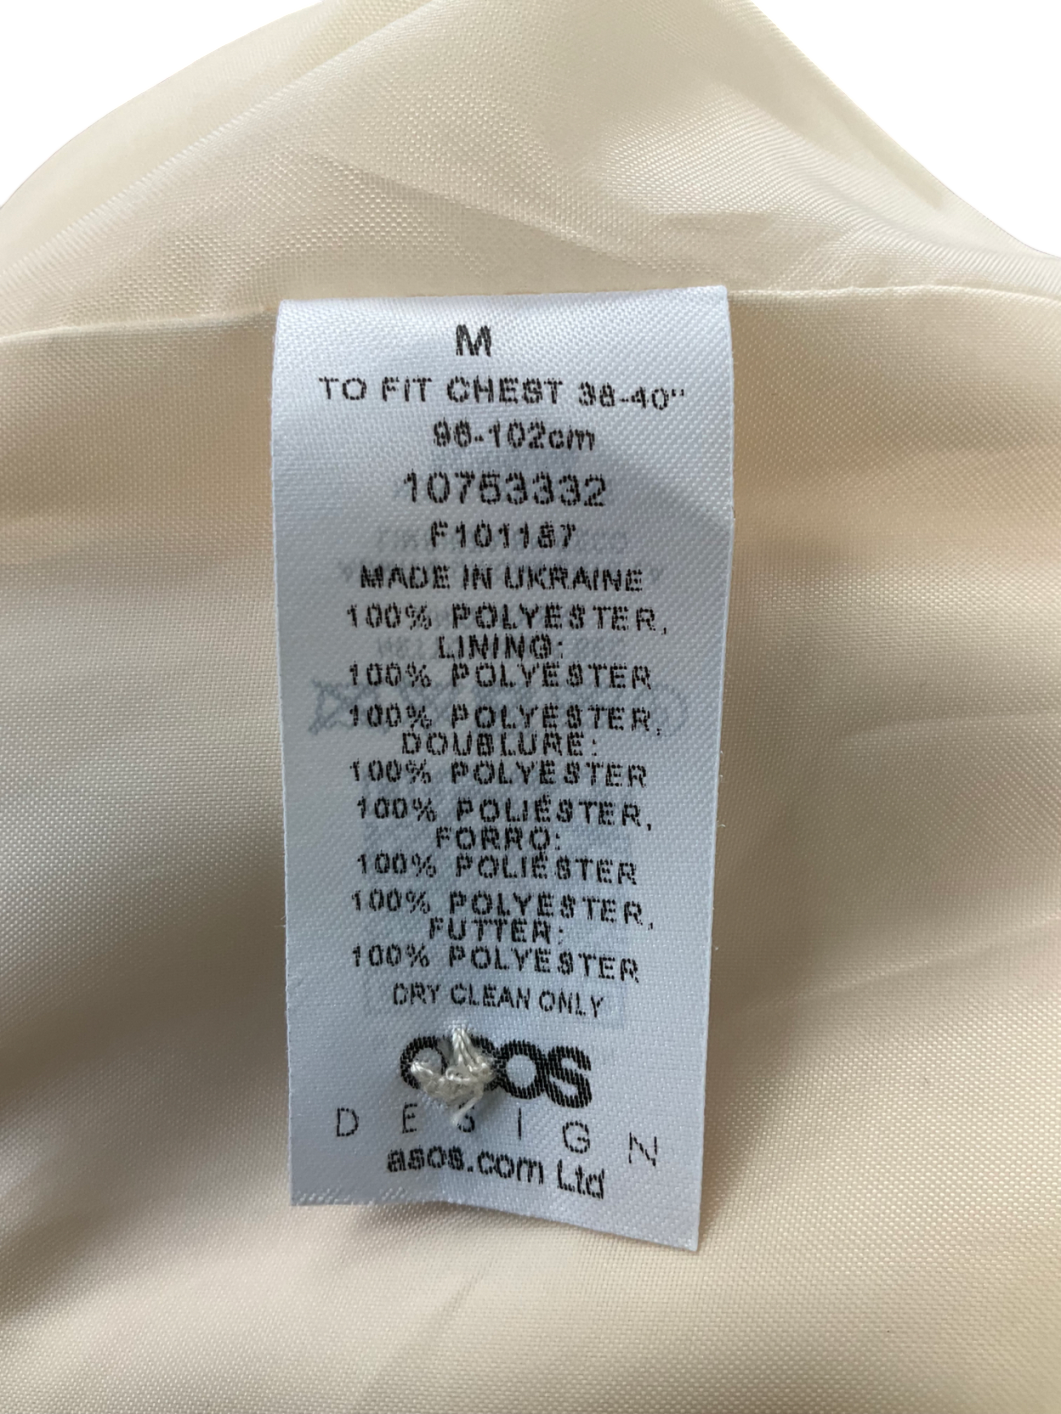 M
TO FIT CHEST 38-40"
96-102cm
10753332
F101187
MADE IN UKRAINE
100% POLYESTER,
LINING:
100% POLYESTER
100% POLYESTER,
DOUBLURE:
100% POLYESTER
100% POLIÉSTER,
FORRO:
100% POLIÉSTER
100% POLYESTER,
FUTTER:
100% POLYESTER
DRY CLEAN ONLY
asos
DESIGN
asos.com Ltd